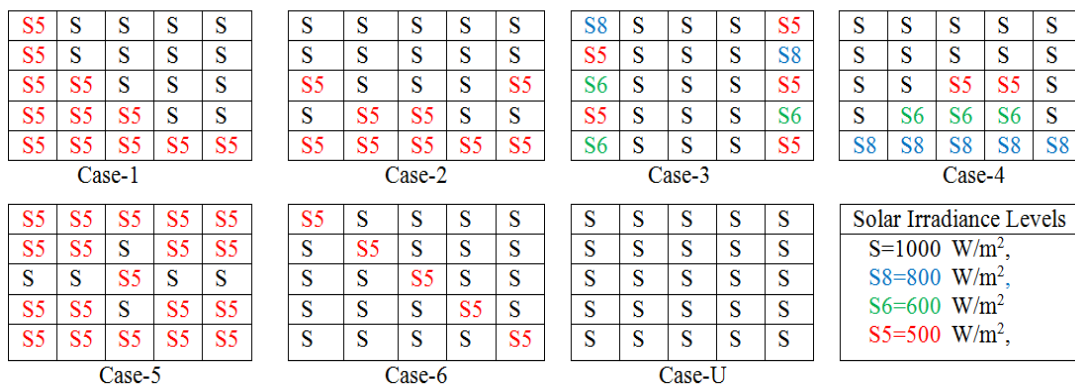 S5 S S S S
S5 S S S S
S5 S5 S S S
S5 S5 S5 S S
S5 S5 S5 S5 S5
Case-1
S S S S S
S S S S S
S5 S S S S5
S S5 S5 S S
S5 S5 S5 S5 S5
Case-2
S8 S S S S5
S5 S S S S8
S6 S S S S5
S5 S S S S6
S6 S S S S5
Case-3
S S S S S
S S S S S
S S S5 S5 S
S S6 S6 S6 S
S8 S8 S8 S8 S8
Case-4
S5 S5 S5 S5 S5
S5 S5 S S5 S5
S S S5 S S
S5 S5 S S5 S5
S5 S5 S5 S5 S5
Case-5
S5 S S S S
S S5 S S S
S S S5 S S
S S S S5 S
S S S S S5
Case-6
S S S S S
S S S S S
S S S S S
S S S S S
S S S S S
Case-U
Solar Irradiance Levels
S=1000 W/m²,
S8=800 W/m²,
S6=600 W/m²
S5=500 W/m²,